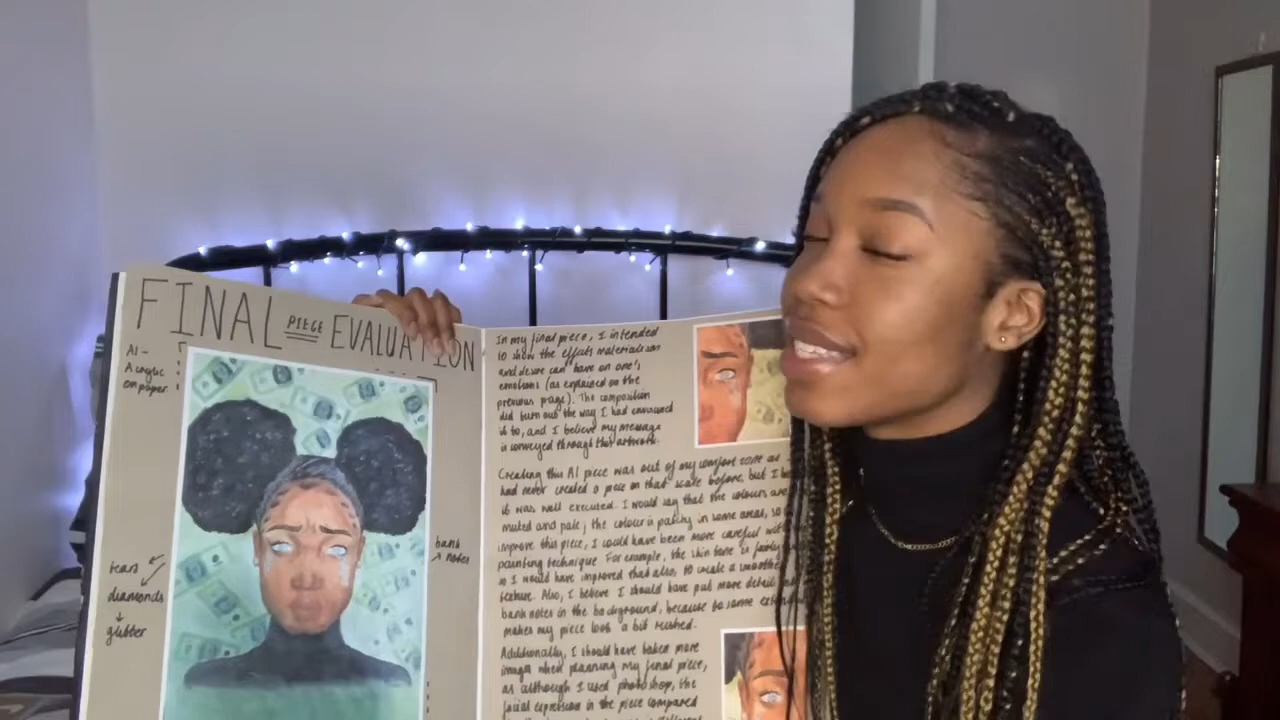 FINAL PIECE EVALUATION
A1 -
Acrylic
on paper
tears
diamonds
glitter
bank
notes
In my final piece, I intended
to show the effects materialism
and desire can have on one's
emotions (as explained on the
previous page). The composition
did turn out the way I had envisioned
it to, and I believe my message
is conveyed through this artwork.
Creating this A1 piece was out of my comfort zone as
had never created a piece on that scale before, but I
it was well executed. I would say that the colours are
muted and pale; the colour is patchy in some areas, so
improve this piece, I could have been more careful with
painting technique. For example, the skin tone is fairly
so I would have improved that also, to create a smoother
texture. Also, I believe I should have put more detail
bank notes in the background, because to some extent
makes my piece look a bit rushed.
Additionally, I should have taken more
images when planning my final piece,
as although I used photoshop, the
facial expression in the piece compared